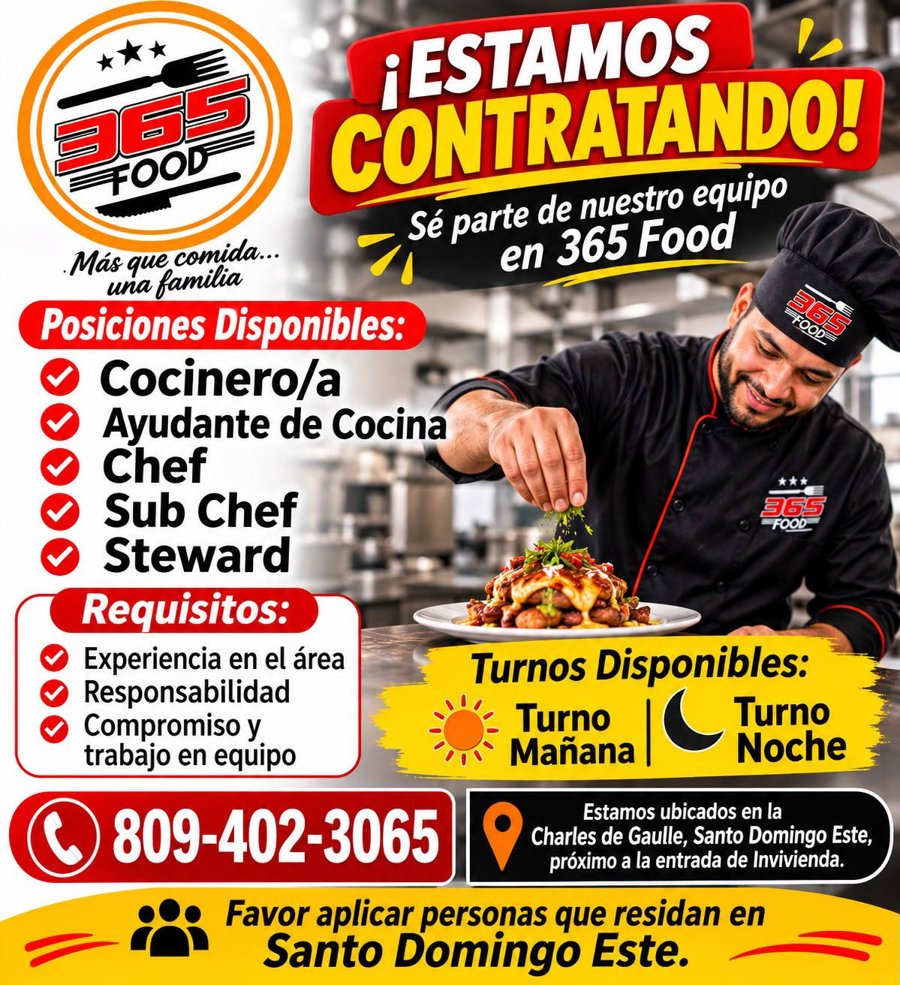 365
FOOD
Más que comida...
una familia
¡ESTAMOS
CONTRATANDO!
Sé parte de nuestro equipo
en 365 Food
365
FOOD
365
FOOD
Posiciones Disponibles:
Cocinero/a
Ayudante de Cocina
Chef
Sub Chef
Steward
Requisitos:
Experiencia en el área
Responsabilidad
Compromiso y
trabajo en equipo
Turnos Disponibles:
Turno
Mañana
Turno
Noche
809-402-3065
Estamos ubicados en la
Charles de Gaulle, Santo Domingo Este,
próximo a la entrada de Invivienda.
Favor aplicar personas que residan en
Santo Domingo Este.